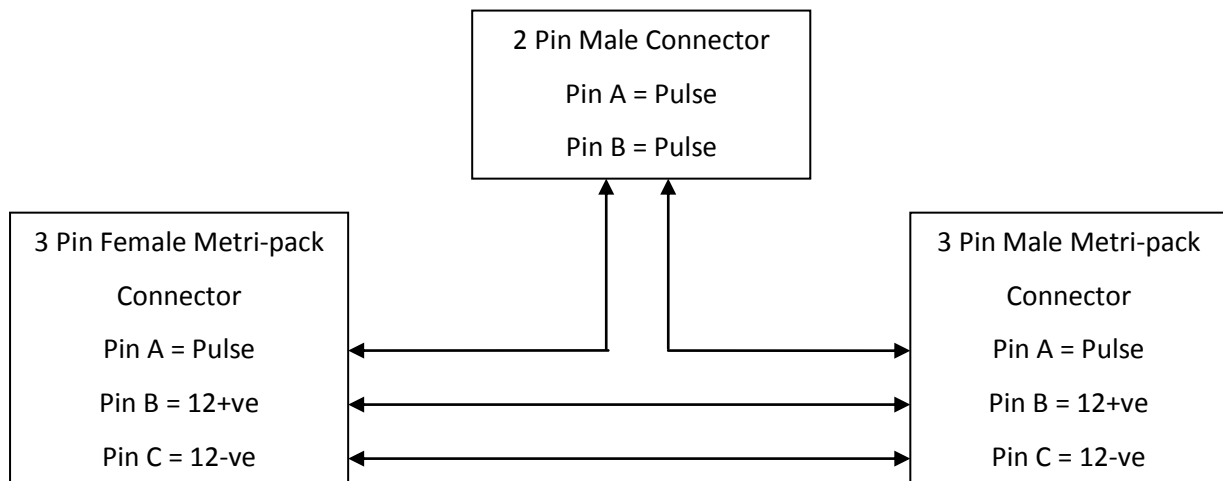 2 Pin Male Connector
Pin A = Pulse
Pin B = Pulse
3 Pin Female Metri-pack
Connector
Pin A = Pulse
Pin B = 12+ve
Pin C = 12-ve
3 Pin Male Metri-pack
Connector
Pin A = Pulse
Pin B = 12+ve
Pin C = 12-ve